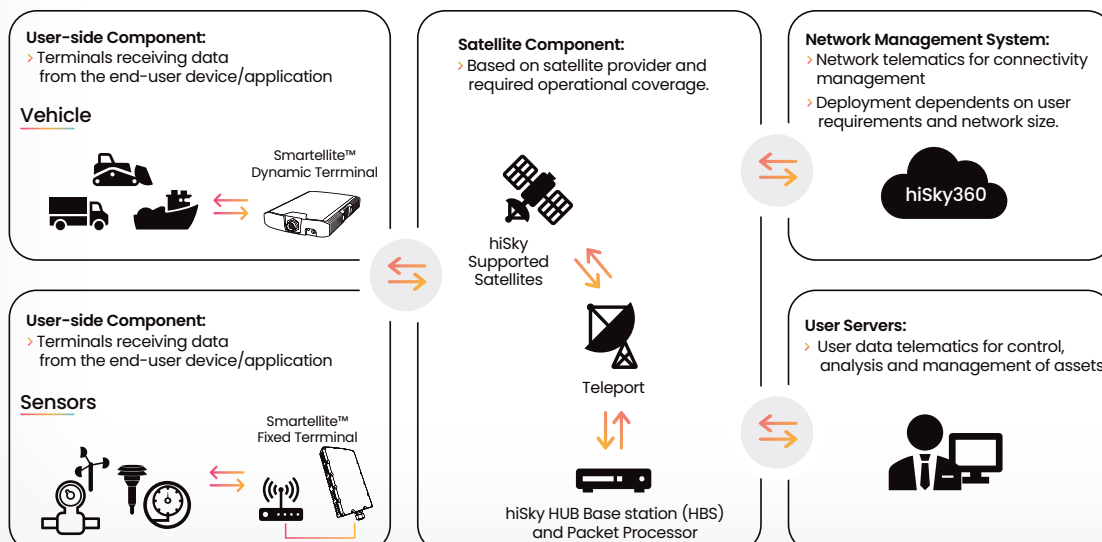 User-side Component:
› Terminals receiving data
from the end-user device/application
Vehicle
Smartellite™
Dynamic Terrminal
User-side Component:
› Terminals receiving data
from the end-user device/application
Sensors
Smartellite™
Fixed Terrminal
Satellite Component:
› Based on satellite provider and
required operational coverage.
hiSky
Supported
Satellites
Teleport
hiSky HUB Base station (HBS)
and Packet Processor
Network Management System:
› Network telematics for connectivity
management
› Deployment dependents on user
requirements and network size.
hiSky360
User Servers:
› User data telematics for control,
analysis and management of assets